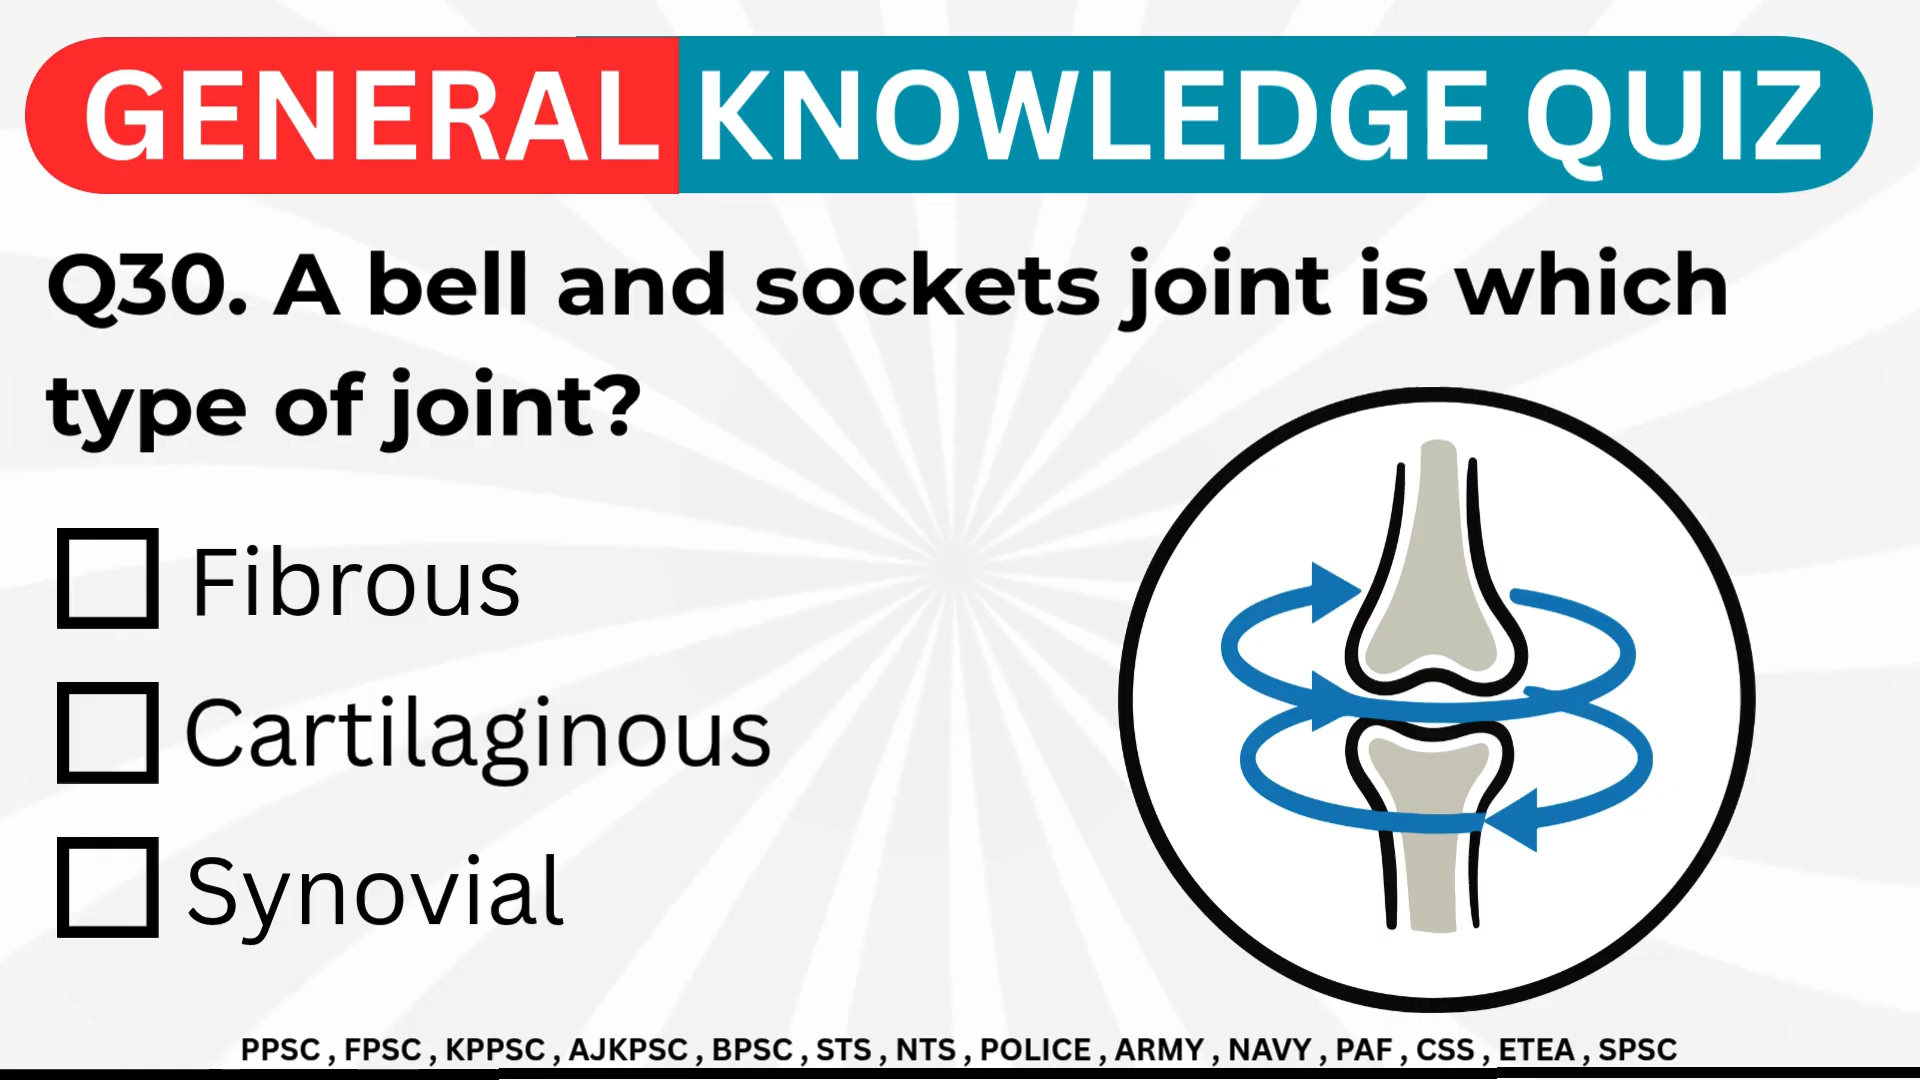 GENERAL KNOWLEDGE QUIZ
Q30. A bell and sockets joint is which
type of joint?
Fibrous
Cartilaginous
Synovial
PPSC , FPSC , KPPSC , AJKPSC , BPSC , STS , NTS , POLICE , ARMY , NAVY , PAF , CSS , ETEA , SPSC